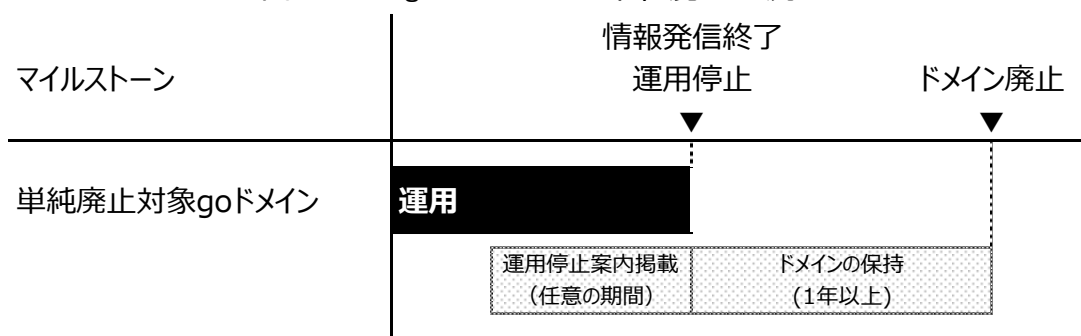 情報発信終了
マイルストーン 運用停止 ドメイン廃止
▼ ▼
単純廃止対象goドメイン 運用
運用停止案内掲載 ドメインの保持
（任意の期間） (1年以上)